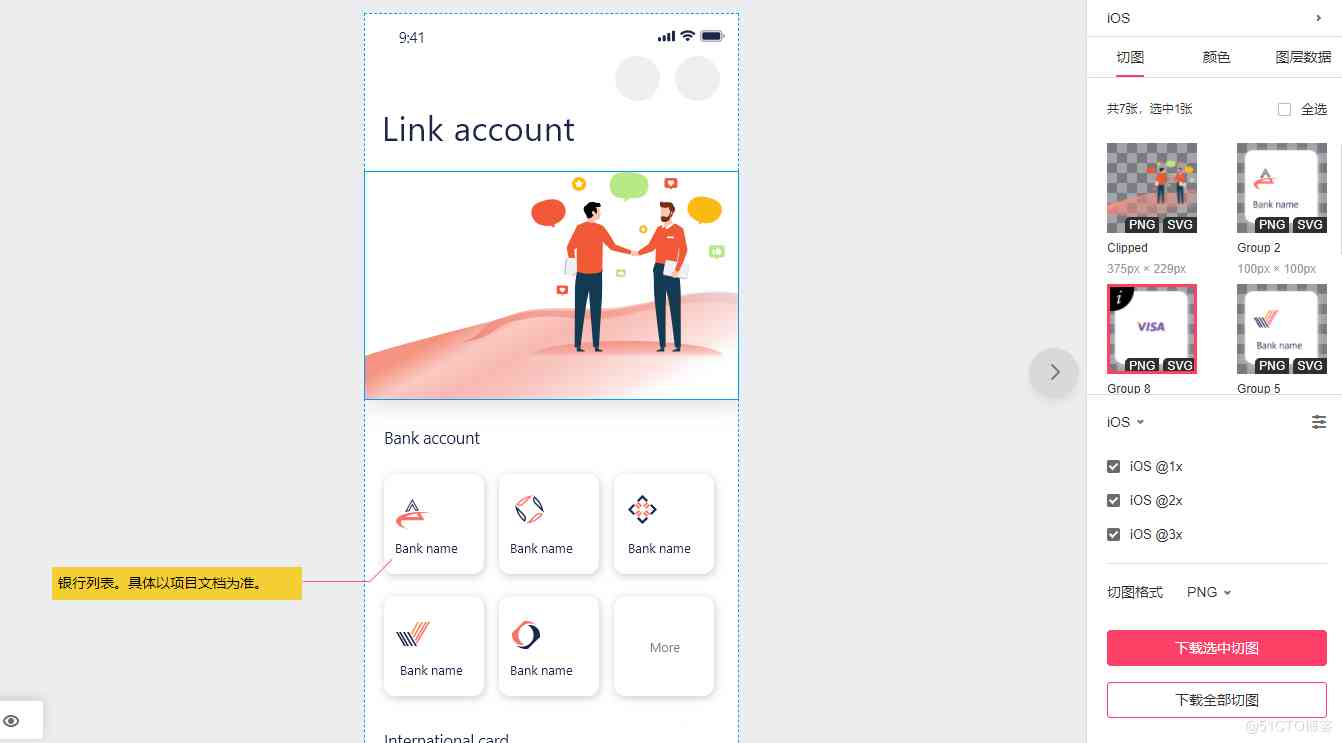 9:41
Link account
Bank account
Bank name
Bank name
Bank name
银行列表。具体以项目文档为准。
Bank name
Bank name
More
International card
iOS
切图
颜色
图层数据
共7张，选中1张
全选
Bank name
PNG SVG
PNG SVG
Clipped
Group 2
375px × 229px
100px × 100px
i
VISA
Bank name
PNG SVG
PNG SVG
Group 8
Group 5
iOS
iOS @1x
iOS @2x
iOS @3x
切图格式
PNG
下载选中切图
下载全部切图
@51CTO博客